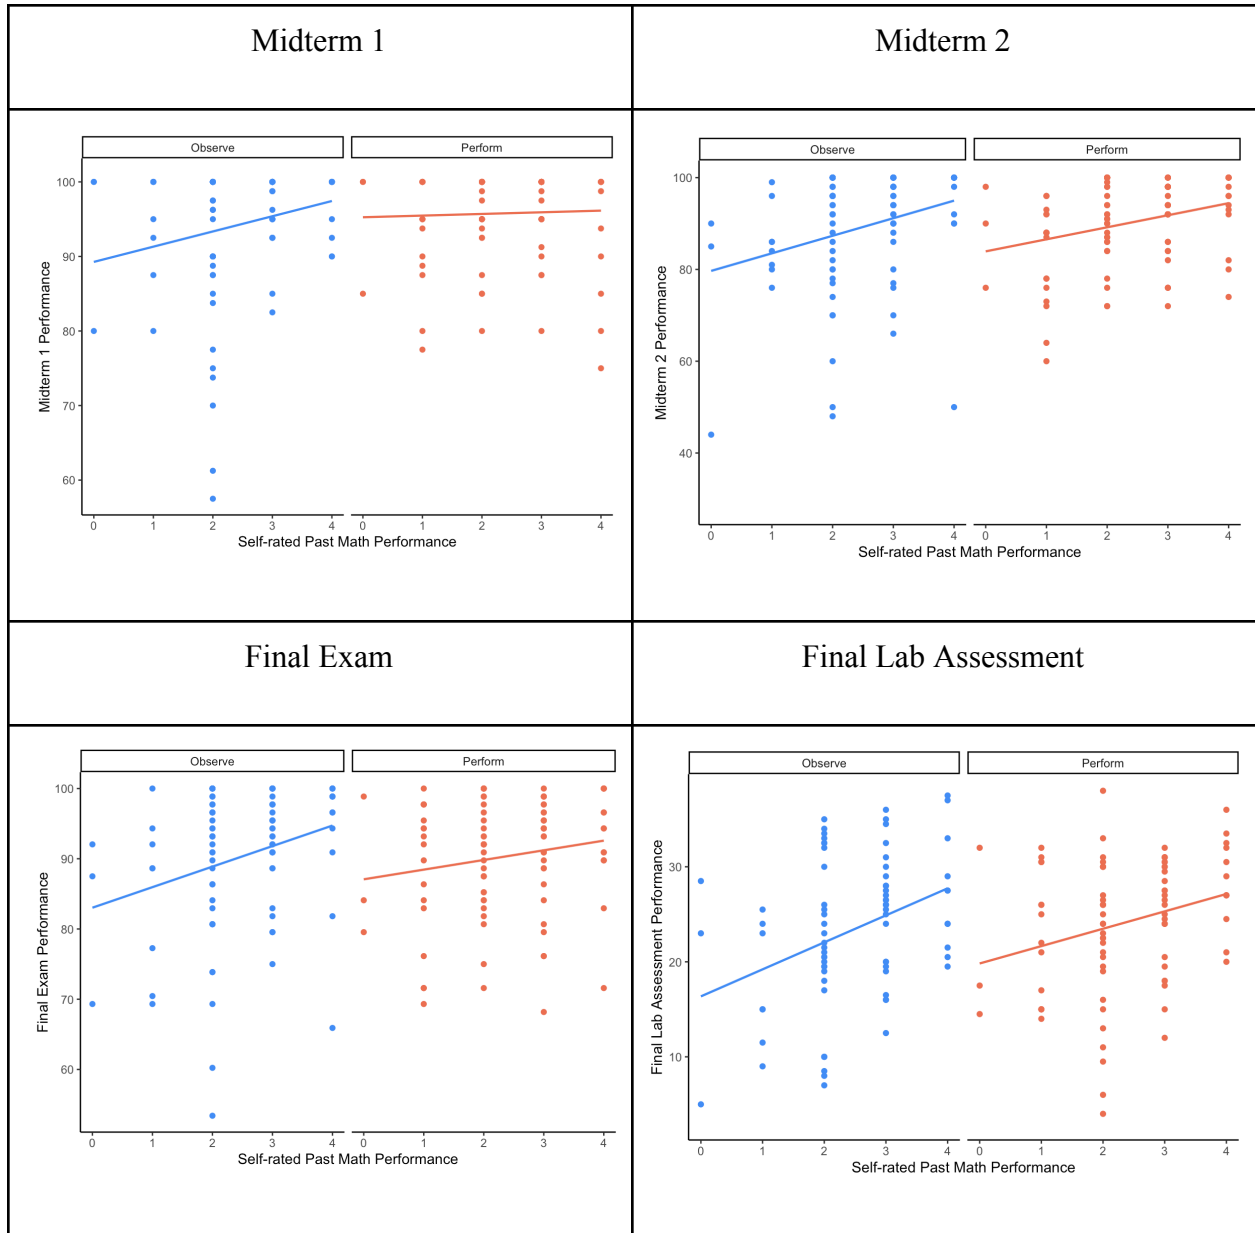 Midterm 1
Midterm 2
Observe
Perform
100
90
80
70
60
Midterm 1 Performance
0 1 2 3 4 0 1 2 3 4
Self-rated Past Math Performance
Observe
Perform
100
80
60
40
Midterm 2 Performance
0 1 2 3 4 0 1 2 3 4
Self-rated Past Math Performance
Final Exam
Final Lab Assessment
Observe
Perform
100
90
80
70
60
Final Exam Performance
0 1 2 3 4 0 1 2 3 4
Self-rated Past Math Performance
Observe
Perform
30
20
10
Final Lab Assessment Performance
0 1 2 3 4 0 1 2 3 4
Self-rated Past Math Performance